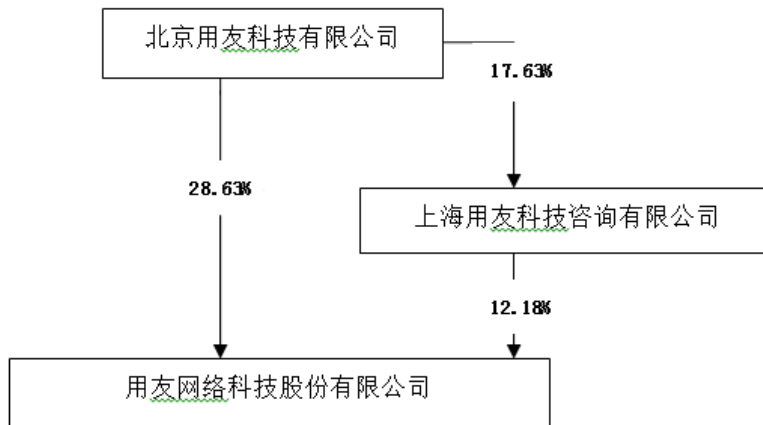 北京用友科技有限公司
17.63%
28.63%
上海用友科技咨询有限公司
12.18%
用友网络科技股份有限公司